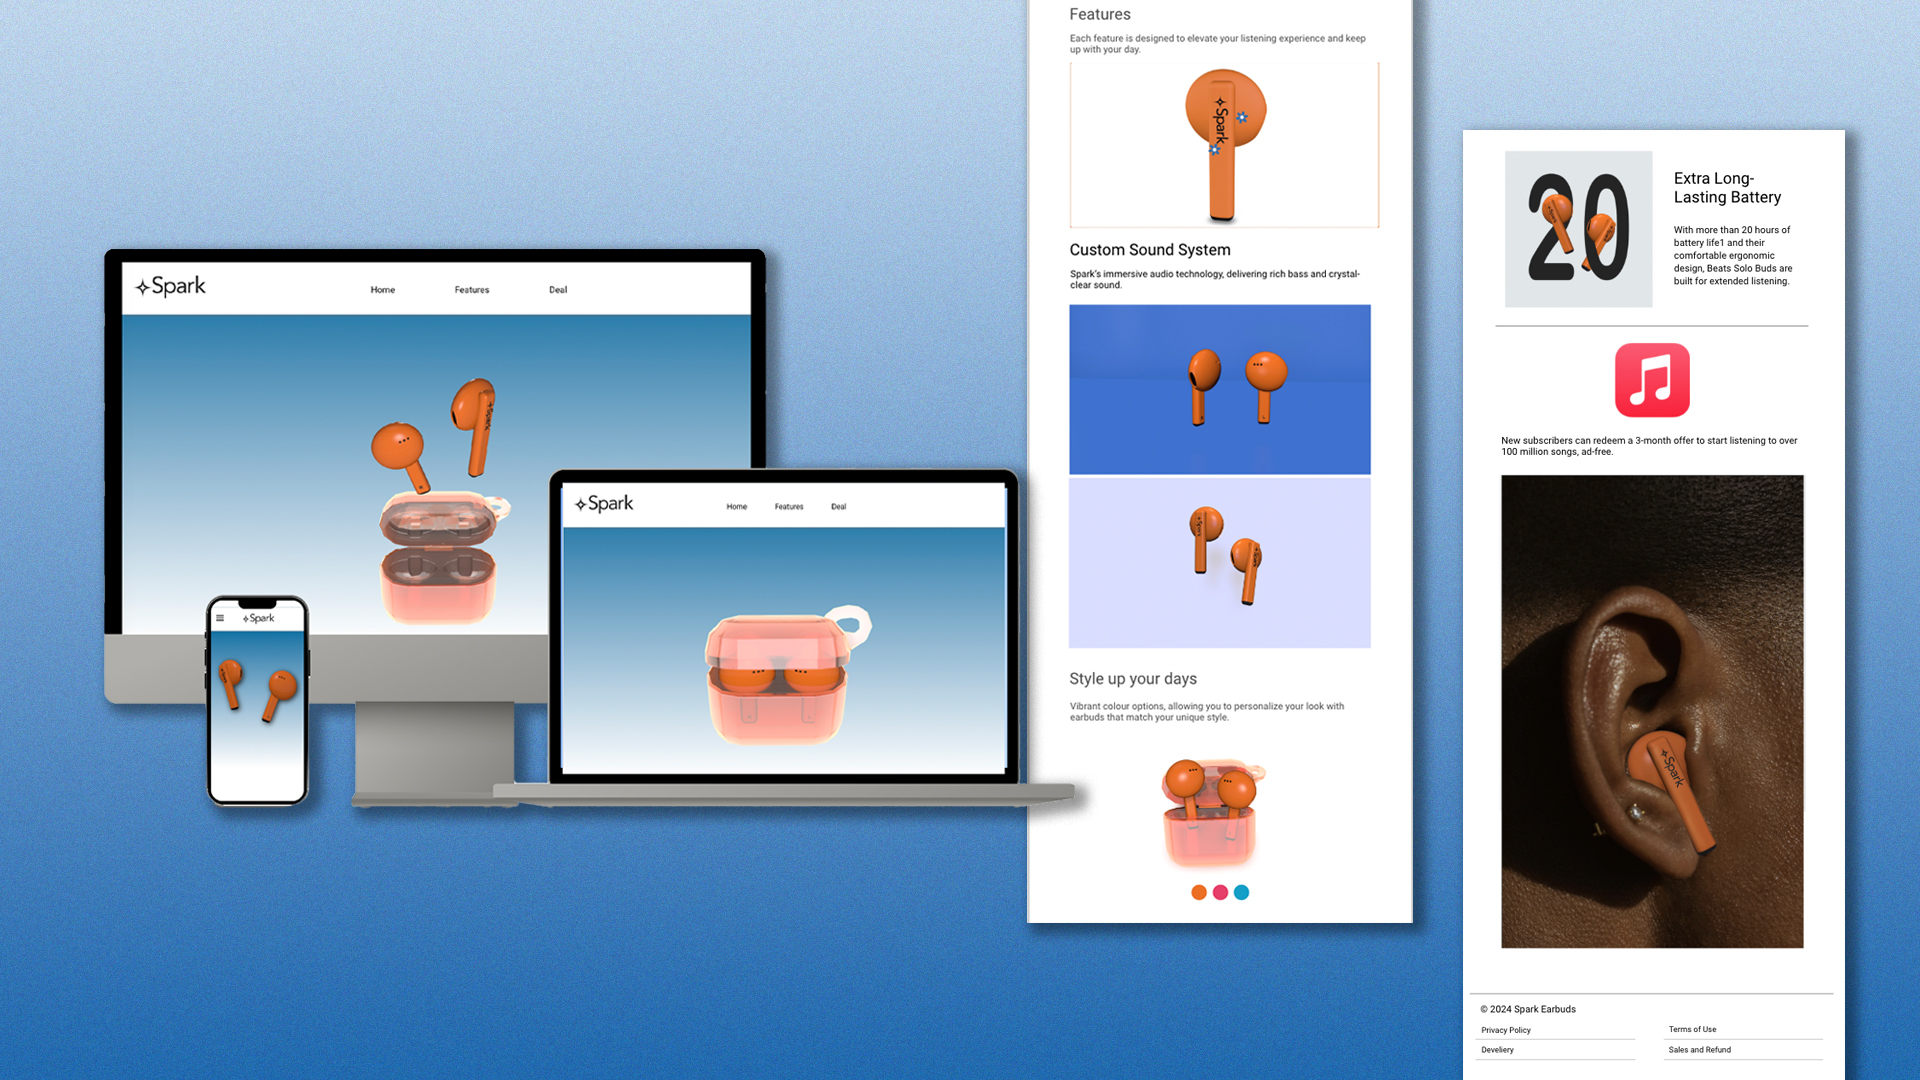 Spark
Home Features Deal
Spark
Spark
Home Features Deal
Spark
Features
Each feature is designed to elevate your listening experience and keep
up with your day.
Spark
Custom Sound System
Spark's immersive audio technology, delivering rich bass and crystal-
clear sound.
Spark
Spark
Style up your days
Vibrant colour options, allowing you to personalize your look with
earbuds that match your unique style.
20
Extra Long-
Lasting Battery
With more than 20 hours of
battery life1 and their
comfortable ergonomic
design, Beats Solo Buds are
built for extended listening.
New subscribers can redeem a 3-month offer to start listening to over
100 million songs, ad-free.
Spark
© 2024 Spark Earbuds
Privacy Policy Terms of Use
Develiery Sales and Refund